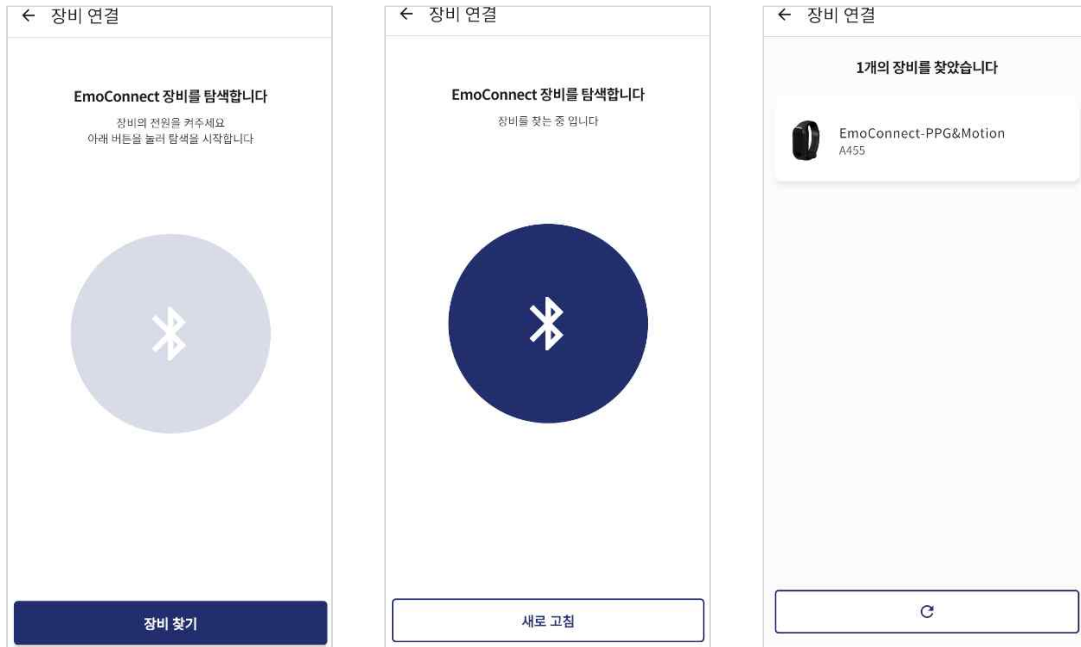 ← 장비 연결
EmoConnect 장비를 탐색합니다
장비의 전원을 켜주세요
아래 버튼을 눌러 탐색을 시작합니다
장비 찾기
← 장비 연결
EmoConnect 장비를 탐색합니다
장비를 찾는 중 입니다
새로 고침
← 장비 연결
1개의 장비를 찾았습니다
EmoConnect-PPG&Motion
A455